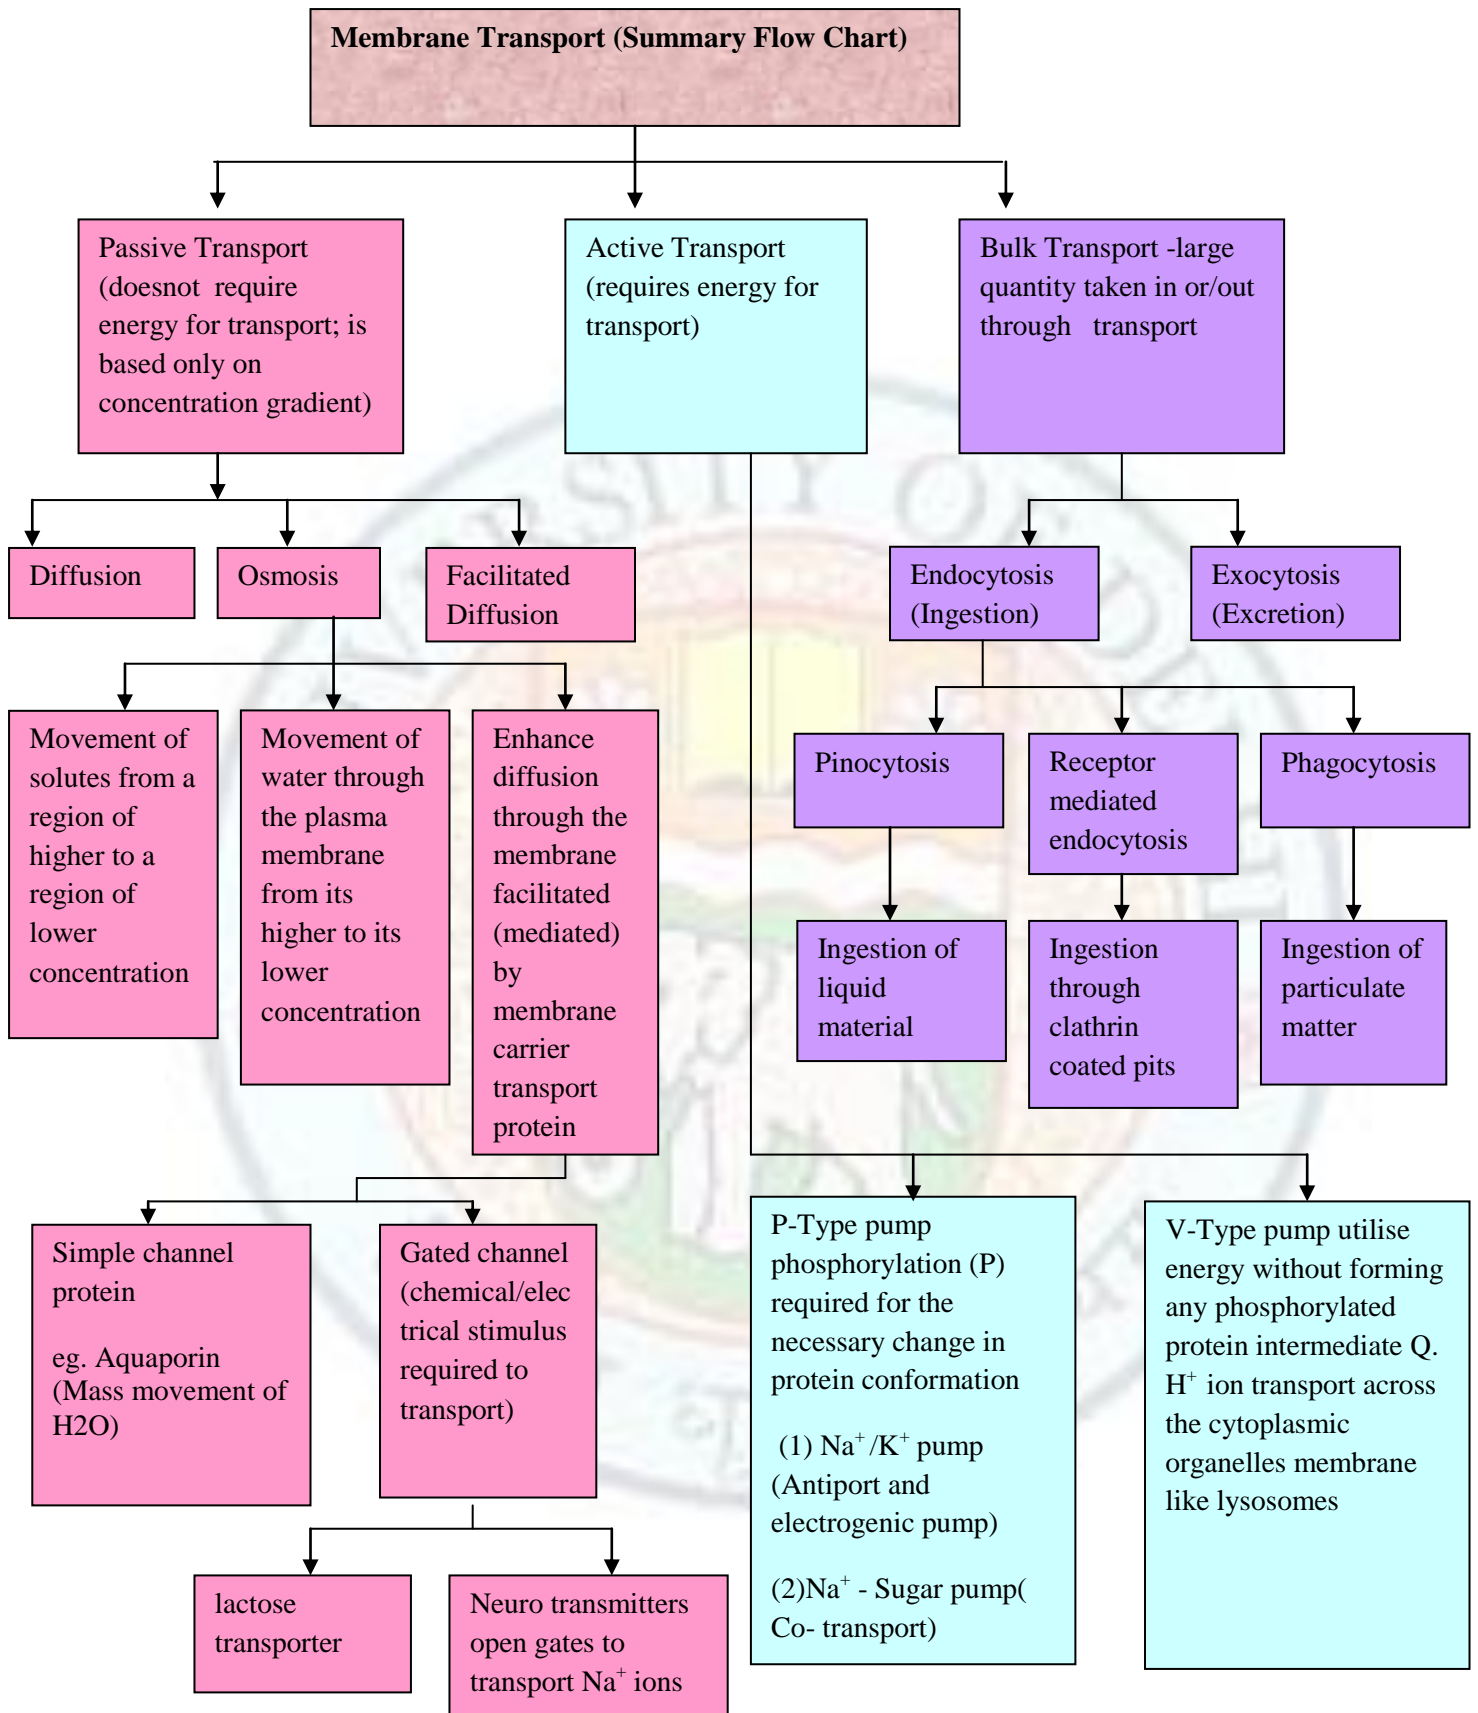 Membrane Transport (Summary Flow Chart)
Passive Transport
(doesnot require
energy for transport; is
based only on
concentration gradient)
Active Transport
(requires energy for
transport)
Bulk Transport -large
quantity taken in or/out
through transport
Diffusion
Osmosis
Facilitated
Diffusion
Endocytosis
(Ingestion)
Exocytosis
(Excretion)
Movement of
solutes from a
region of
higher to a
region of
lower
concentration
Movement of
water through
the plasma
membrane
from its
higher to its
lower
concentration
Enhance
diffusion
through the
membrane
facilitated
(mediated)
by
membrane
carrier
transport
protein
Pinocytosis
Receptor
mediated
endocytosis
Phagocytosis
Ingestion of
liquid
material
Ingestion
through
clathrin
coated pits
Ingestion of
particulate
matter
Simple channel
protein
eg. Aquaporin
(Mass movement of
H2O)
Gated channel
(chemical/elec
trical stimulus
required to
transport)
P-Type pump
phosphorylation (P)
required for the
necessary change in
protein conformation
(1) Na⁺ /K⁺ pump
(Antiport and
electrogenic pump)
(2)Na⁺ - Sugar pump(
Co- transport)
V-Type pump utilise
energy without forming
any phosphorylated
protein intermediate Q.
H⁺ ion transport across
the cytoplasmic
organelles membrane
like lysosomes
lactose
transporter
Neuro transmitters
open gates to
transport Na⁺ ions